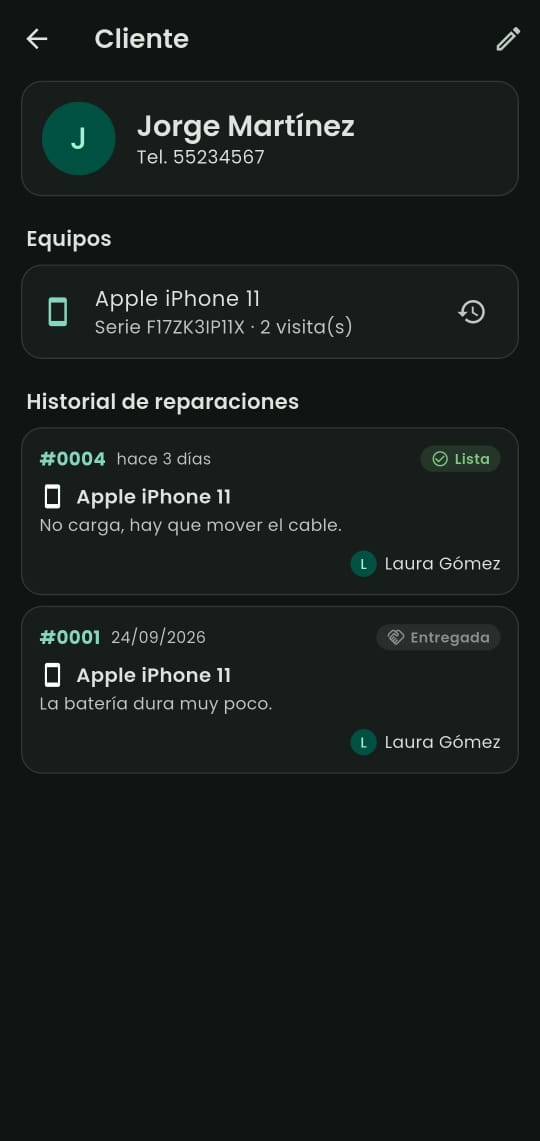 Cliente
J
Jorge Martínez
Tel. 55234567
Equipos
Apple iPhone 11
Serie F17ZK3IP11X · 2 visita(s)
Historial de reparaciones
#0004 hace 3 días Lista
Apple iPhone 11
No carga, hay que mover el cable.
L Laura Gómez
#0001 24/09/2026 Entregada
Apple iPhone 11
La batería dura muy poco.
L Laura Gómez